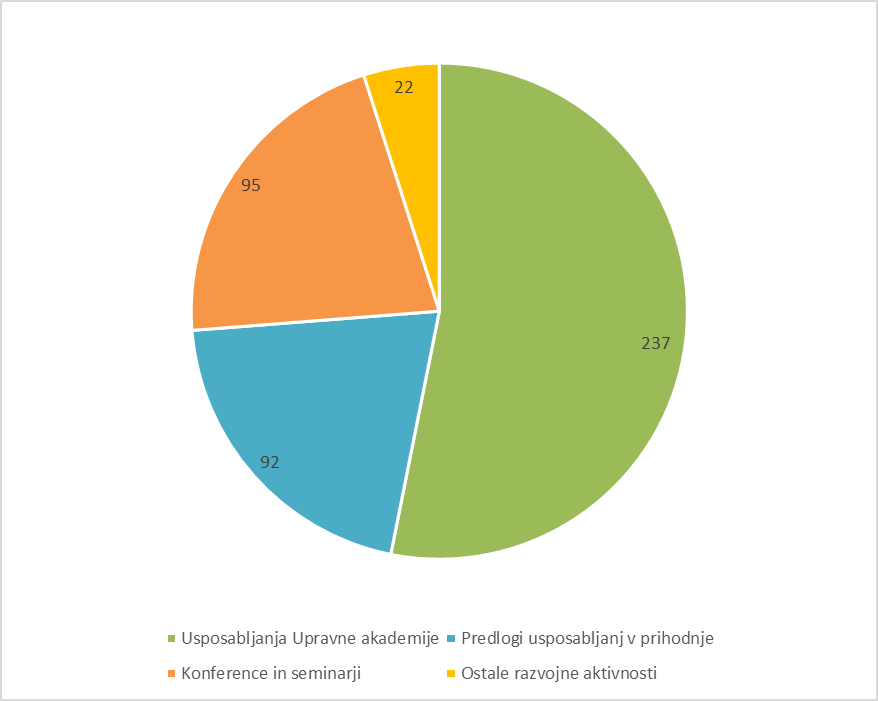 22
95
237
92
Usposabljanja Upravne akademije
Predlogi usposabljanj v prihodnje
Konference in seminarji
Ostale razvojne aktivnosti